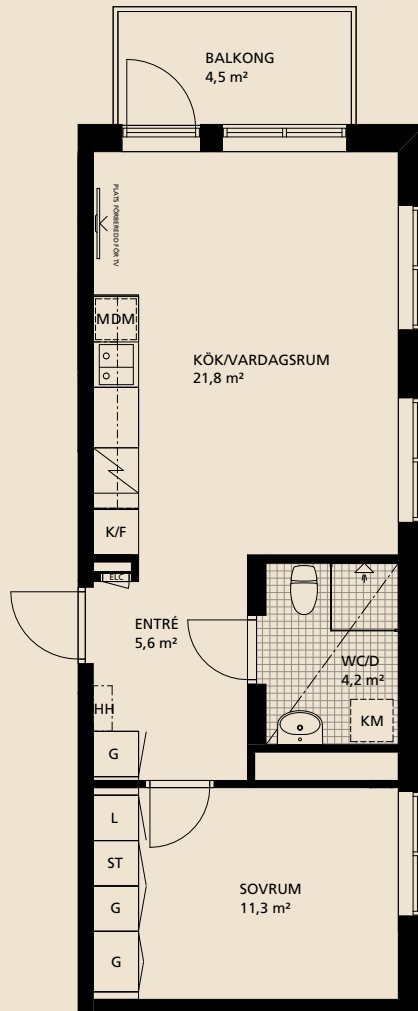 BALKONG
4,5 m²
PLATS FÖRBEREDD FÖR TV
MDM
KÖK/VARDAGSRUM
21,8 m²
K/F
ELC
ENTRÉ
5,6 m²
WC/D
4,2 m²
HH
KM
G
L
ST
SOVRUM
11,3 m²
G
G